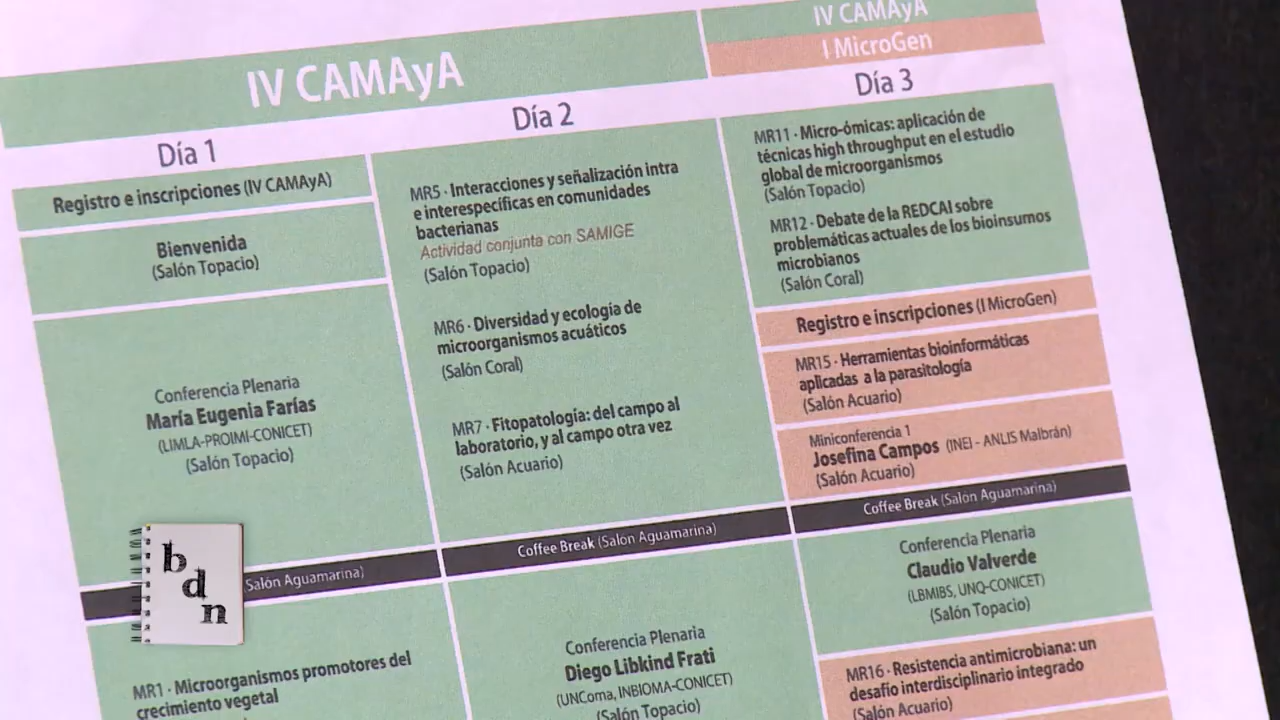 IV CAMAyA
IV CAMAyA
I MicroGen
Día 1
Registro e inscripciones (IV CAMAyA)
Bienvenida
(Salón Topacio)
Conferencia Plenaria
María Eugenia Farías
(LIMLA-PROIMI-CONICET)
(Salón Topacio)
Salón Aguamarina)
MR1 · Microorganismos promotores del
crecimiento vegetal
Día 2
MR5 · Interacciones y señalización intra
e interespecíficas en comunidades
bacterianas
Actividad conjunta con SAMIGE
(Salón Topacio)
MR6 · Diversidad y ecología de
microorganismos acuáticos
(Salón Coral)
MR7 · Fitopatología: del campo al
laboratorio, y al campo otra vez
(Salón Acuario)
Coffee Break (Salón Aguamarina)
Conferencia Plenaria
Diego Libkind Frati
(UNComa, INBIOMA-CONICET)
(Salón Topacio)
Día 3
MR11 · Micro-ómicas: aplicación de
técnicas high throughput en el estudio
global de microorganismos
(Salón Topacio)
MR12 · Debate de la REDCAI sobre
problemáticas actuales de los bioinsumos
microbianos
(Salón Coral)
Registro e inscripciones (I MicroGen)
MR15 · Herramientas bioinformáticas
aplicadas a la parasitología
(Salón Acuario)
Miniconferencia 1
Josefina Campos (INEI - ANLIS Malbrán)
(Salón Acuario)
Coffee Break (Salón Aguamarina)
Conferencia Plenaria
Claudio Valverde
(LBMIBS, UNQ-CONICET)
(Salón Topacio)
MR16 · Resistencia antimicrobiana: un
desafío interdisciplinario integrado
(Salón Acuario)
bdn